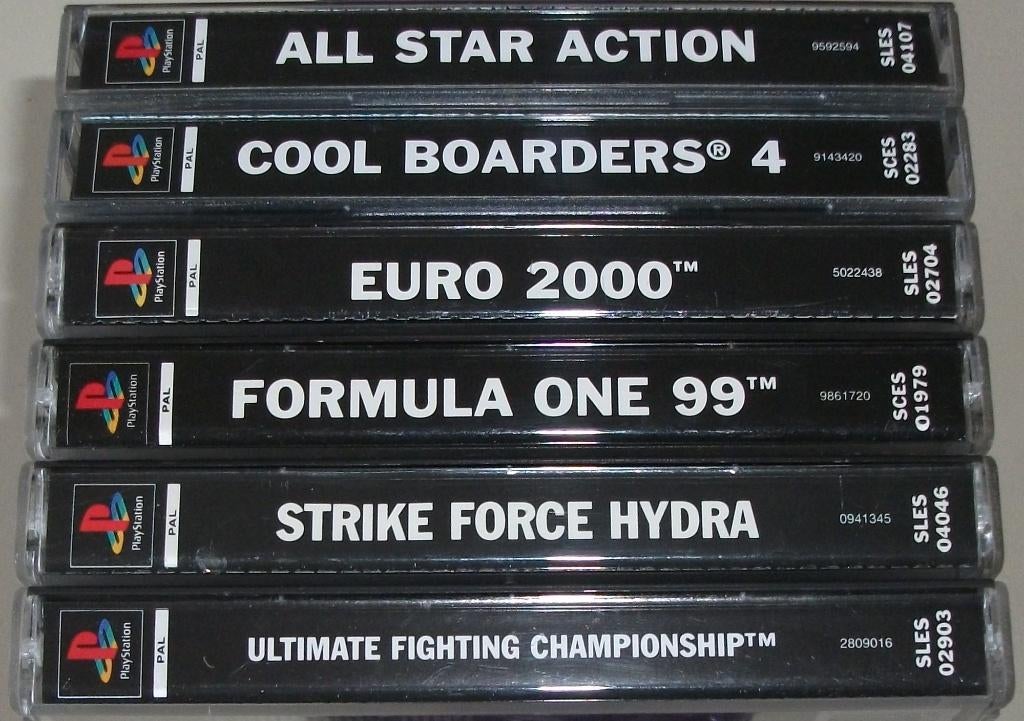 PlayStation PAL ALL STAR ACTION 9592594 SLES 04107
PlayStation PAL COOL BOARDERS® 4 9143420 SCES 02283
PlayStation PAL EURO 2000™ 5022438 SLES 02704
PlayStation PAL FORMULA ONE 99™ 9861720 SCES 01979
PlayStation PAL STRIKE FORCE HYDRA 0941345 SLES 04046
PlayStation PAL ULTIMATE FIGHTING CHAMPIONSHIP™ 2809016 SLES 02903